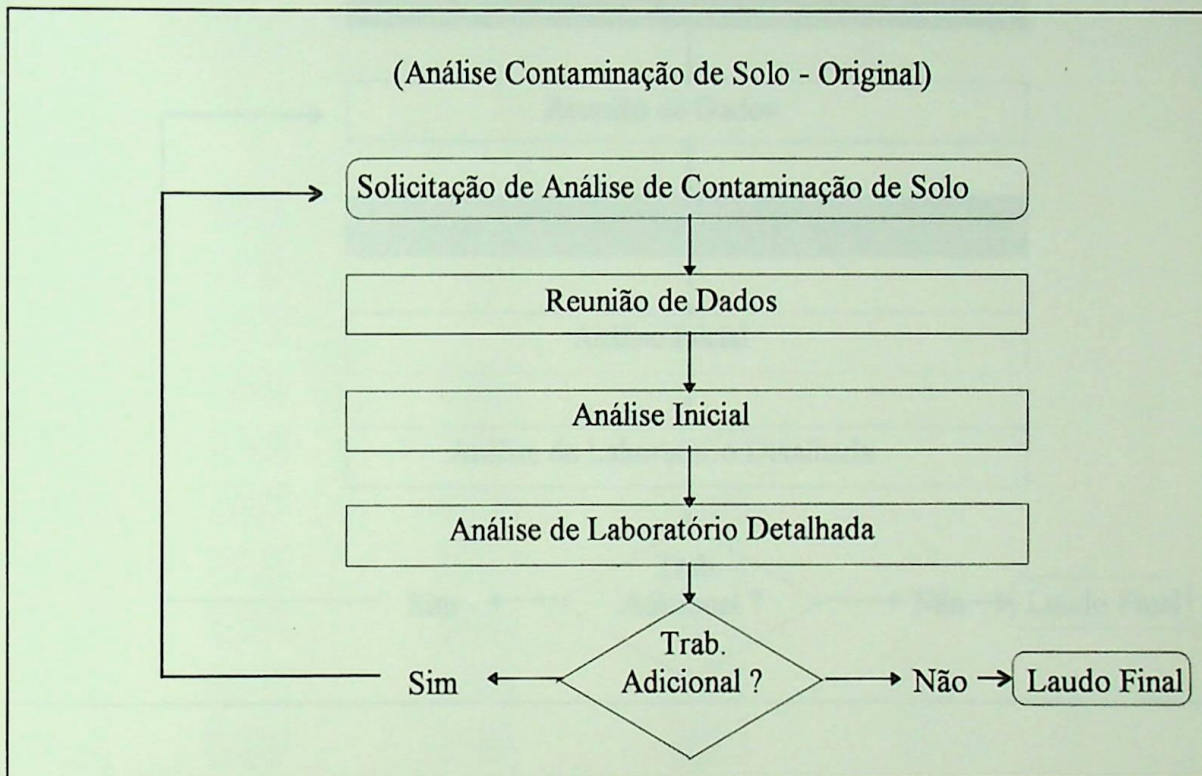 (Análise Contaminação de Solo - Original)
Solicitação de Análise de Contaminação de Solo
Reunião de Dados
Análise Inicial
Análise de Laboratório Detalhada
Trab.
Sim
Adicional ?
Não
Laudo Final